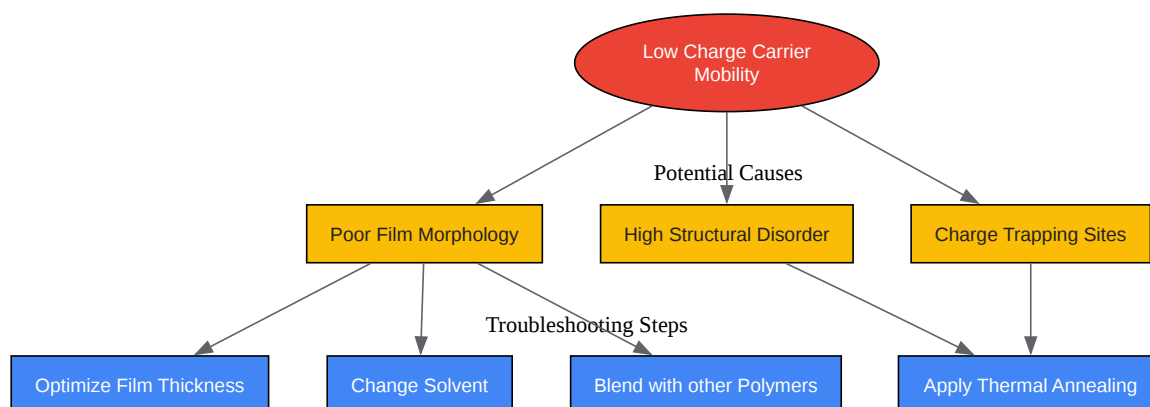 Low Charge Carrier
Mobility
Potential Causes
Poor Film Morphology
High Structural Disorder
Charge Trapping Sites
Troubleshooting Steps
Optimize Film Thickness
Change Solvent
Blend with other Polymers
Apply Thermal Annealing